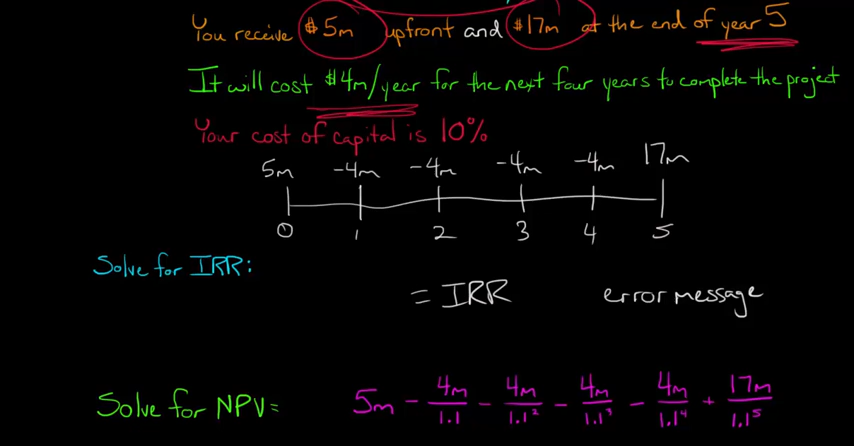 You receive $5m upfront and $17m at the end of year 5
It will cost $4m/year for the next four years to complete the project
Your cost of capital is 10%
5m -4m -4m -4m -4m 17m
0 1 2 3 4 5
Solve for IRR:
= IRR error message
Solve for NPV= 5m - 4m/1.1 - 4m/1.1² - 4m/1.1³ - 4m/1.1⁴ + 17m/1.1⁵